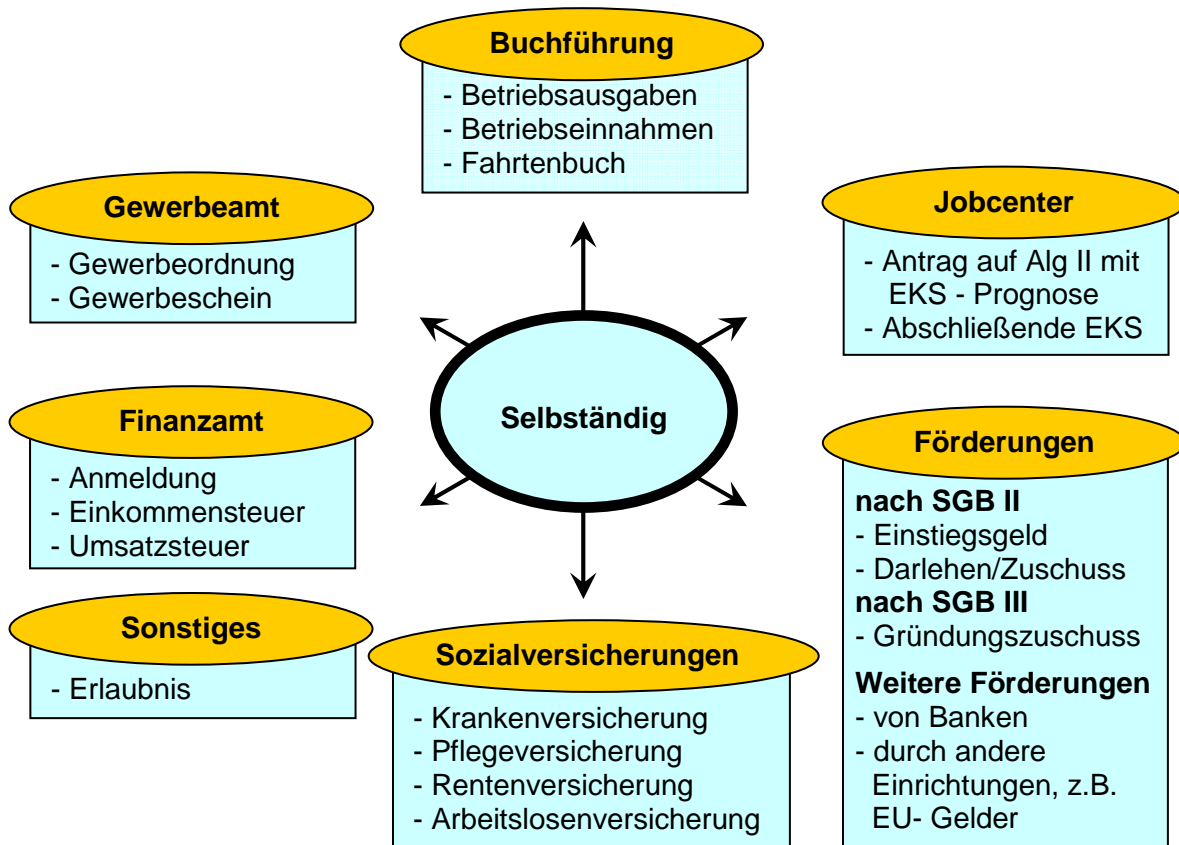 Buchführung
- Betriebsausgaben
- Betriebseinnahmen
- Fahrtenbuch
Gewerbeamt
- Gewerbeordnung
- Gewerbeschein
Jobcenter
- Antrag auf Alg II mit
EKS - Prognose
- Abschließende EKS
Selbständig
Finanzamt
- Anmeldung
- Einkommensteuer
- Umsatzsteuer
Förderungen
nach SGB II
- Einstiegsgeld
- Darlehen/Zuschuss
nach SGB III
- Gründungszuschuss
Weitere Förderungen
- von Banken
- durch andere
Einrichtungen, z.B.
EU- Gelder
Sonstiges
- Erlaubnis
Sozialversicherungen
- Krankenversicherung
- Pflegeversicherung
- Rentenversicherung
- Arbeitslosenversicherung